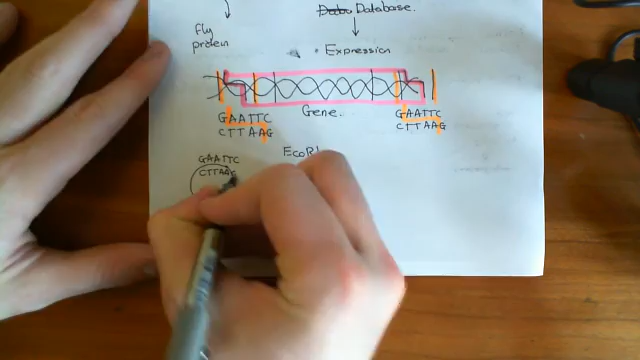 Database.
Fly
protein
Expression
GAATTC
CTTAAG
Gene.
GAATTC
CTTAAG
EcoRI
GAATTC
CTTAAG